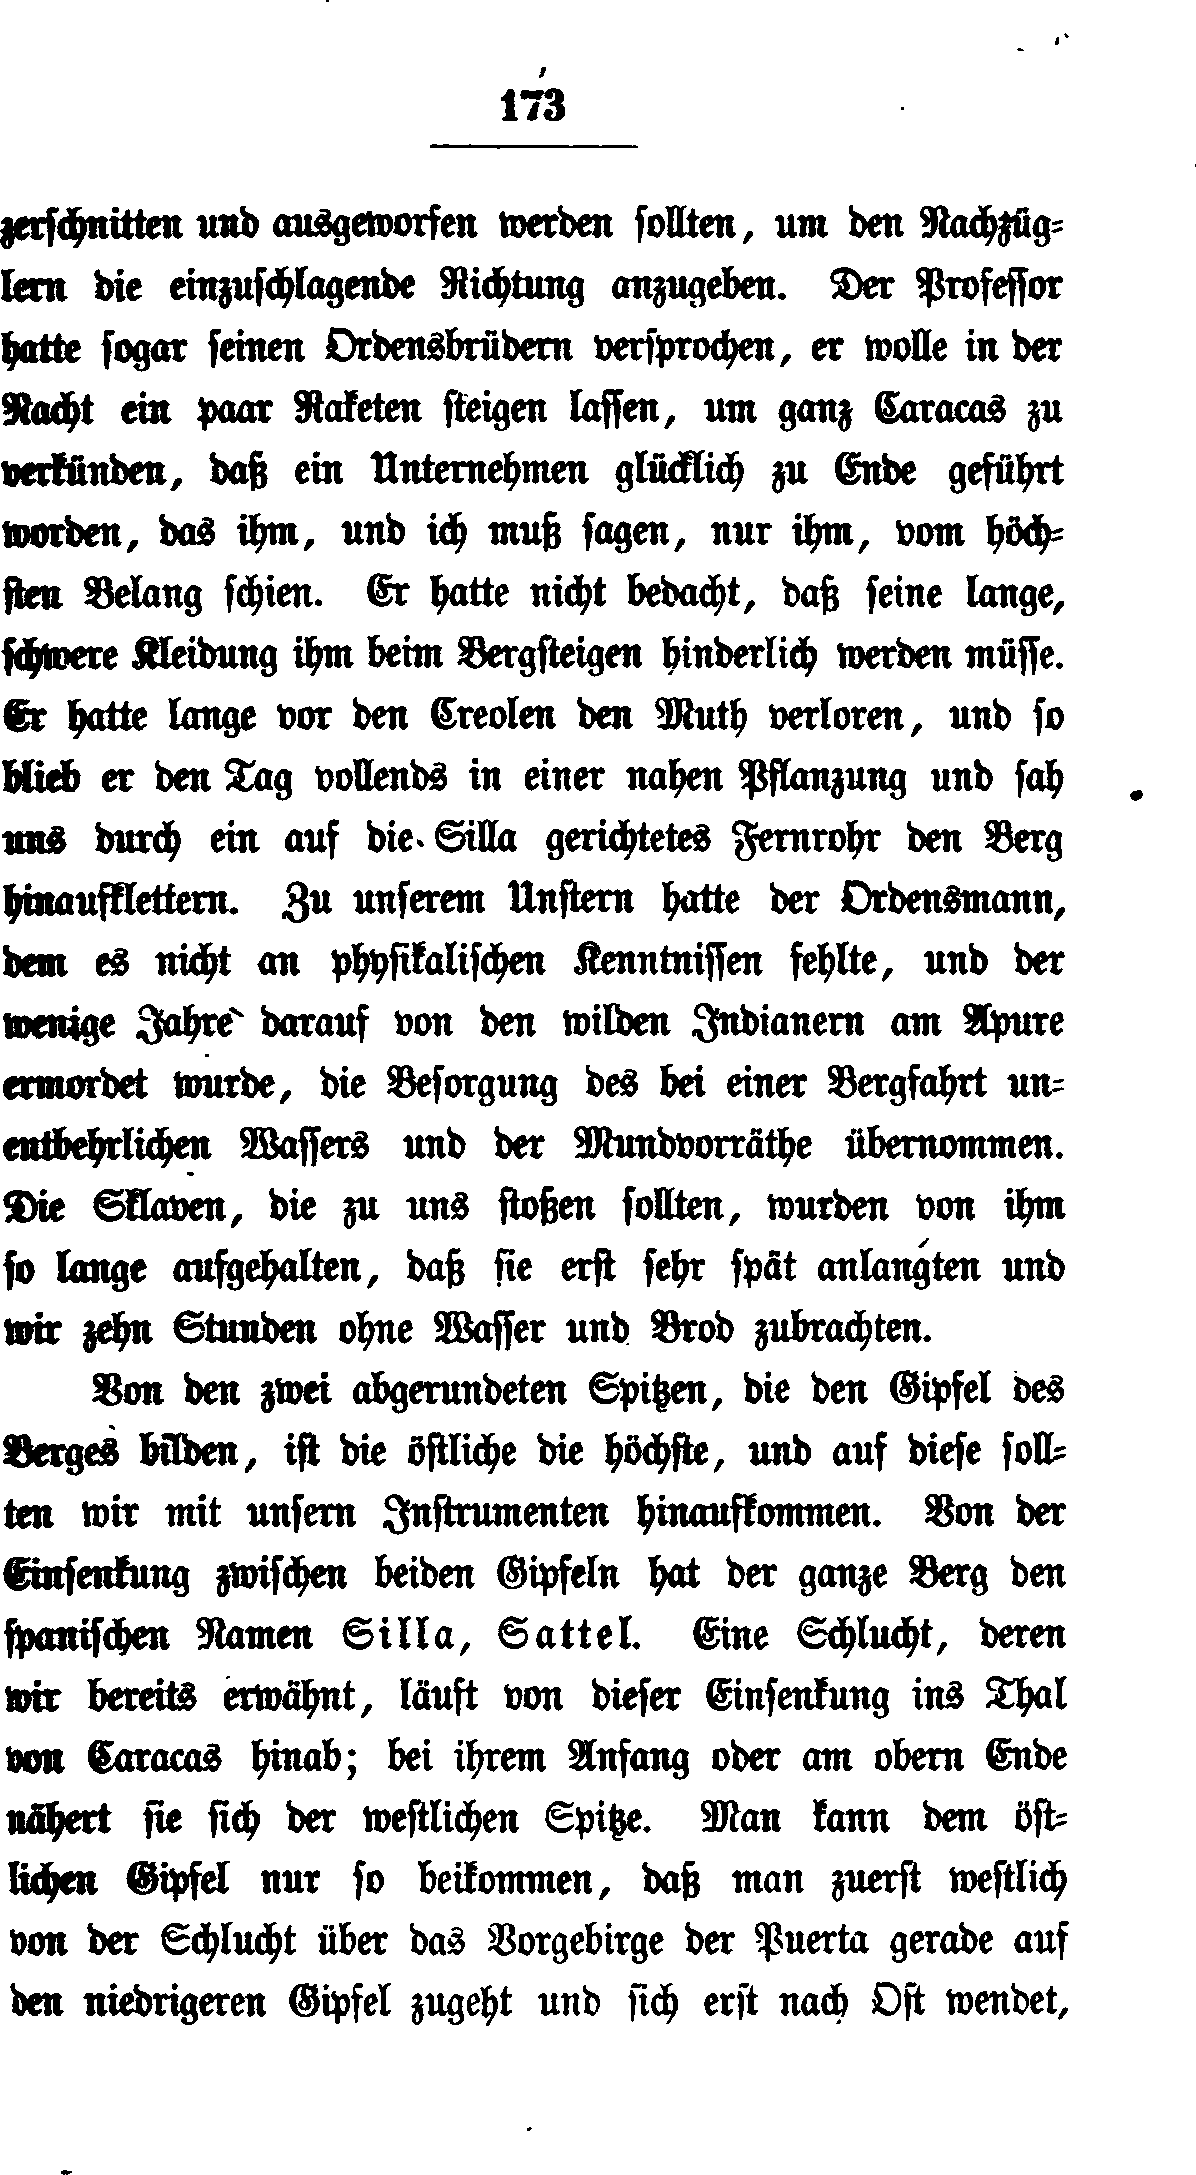 173
zerschnitten und ausgeworfen werden sollten, um den Nachzüg-
lern die einzuschlagende Richtung anzugeben. Der Professor
hatte sogar seinen Ordensbrüdern versprochen, er wolle in der
Nacht ein paar Raketen steigen lassen, um ganz Caracas zu
verkünden, daß ein Unternehmen glücklich zu Ende geführt
worden, das ihm, und ich muß sagen, nur ihm, vom höch-
sten Belang schien. Er hatte nicht bedacht, daß seine lange,
schwere Kleidung ihm beim Bergsteigen hinderlich werden müsse.
Er hatte lange vor den Creolen den Muth verloren, und so
blieb er den Tag vollends in einer nahen Pflanzung und sah
uns durch ein auf die Silla gerichtetes Fernrohr den Berg
hinaufklettern. Zu unserem Unstern hatte der Ordensmann,
dem es nicht an physikalischen Kenntnissen fehlte, und der
wenige Jahre darauf von den wilden Indianern am Apure
ermordet wurde, die Besorgung des bei einer Bergfahrt un-
entbehrlichen Wassers und der Mundvorräthe übernommen.
Die Sklaven, die zu uns stoßen sollten, wurden von ihm
so lange aufgehalten, daß sie erst sehr spät anlangten und
wir zehn Stunden ohne Wasser und Brod zubrachten.
Von den zwei abgerundeten Spitzen, die den Gipfel des
Berges bilden, ist die östliche die höchste, und auf diese soll-
ten wir mit unsern Instrumenten hinaufkommen. Von der
Einsenkung zwischen beiden Gipfeln hat der ganze Berg den
spanischen Namen Silla, Sattel. Eine Schlucht, deren
wir bereits erwähnt, läuft von dieser Einsenkung ins Thal
von Caracas hinab; bei ihrem Anfang oder am obern Ende
nähert sie sich der westlichen Spitze. Man kann dem öst-
lichen Gipfel nur so beikommen, daß man zuerst westlich
von der Schlucht über das Vorgebirge der Puerta gerade auf
den niedrigeren Gipfel zugeht und sich erst nach Ost wendet,